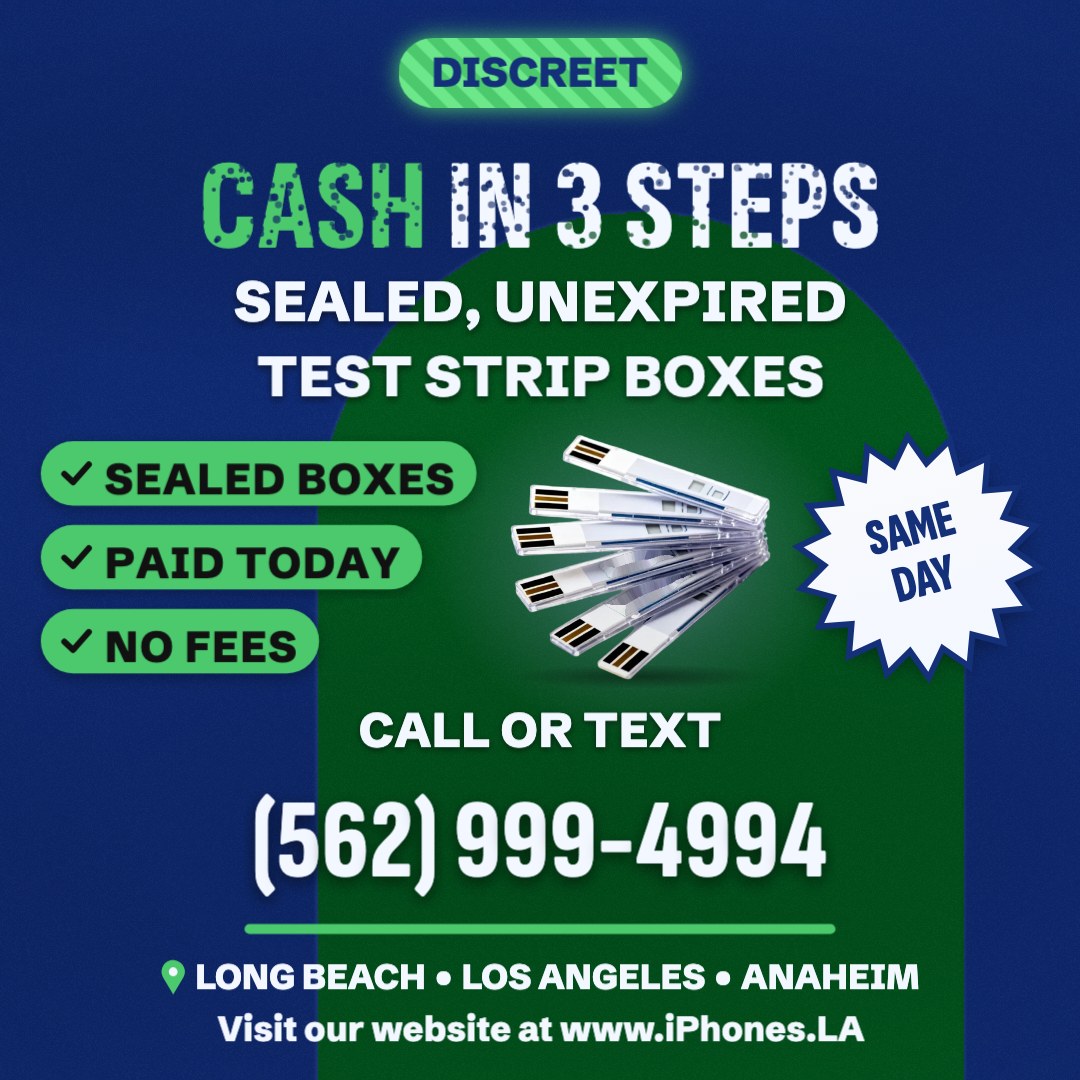 DISCREET
CASH IN 3 STEPS
SEALED, UNEXPIRED
TEST STRIP BOXES
✓ SEALED BOXES
✓ PAID TODAY
✓ NO FEES
SAME
DAY
CALL OR TEXT
(562) 999-4994
LONG BEACH • LOS ANGELES • ANAHEIM
Visit our website at www.iPhones.LA